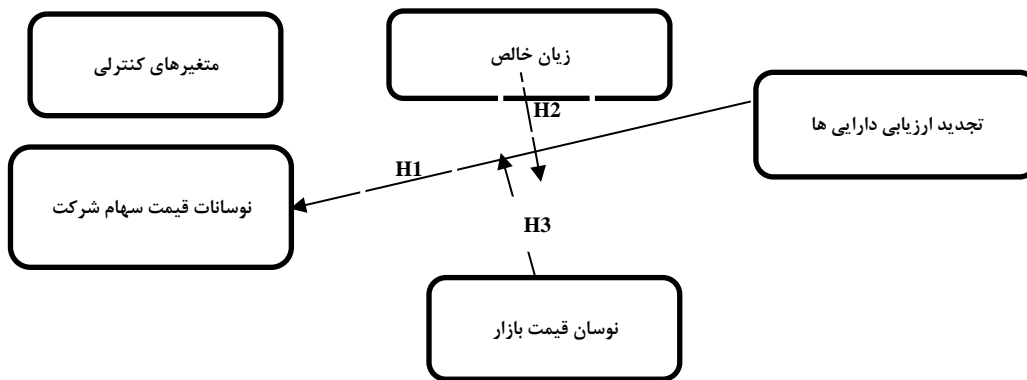 زیان خالص
متغیرهای کنترلی
H2
تجدید ارزیابی دارایی ها
H1
نوسانات قیمت سهام شرکت
H3
نوسان قیمت بازار